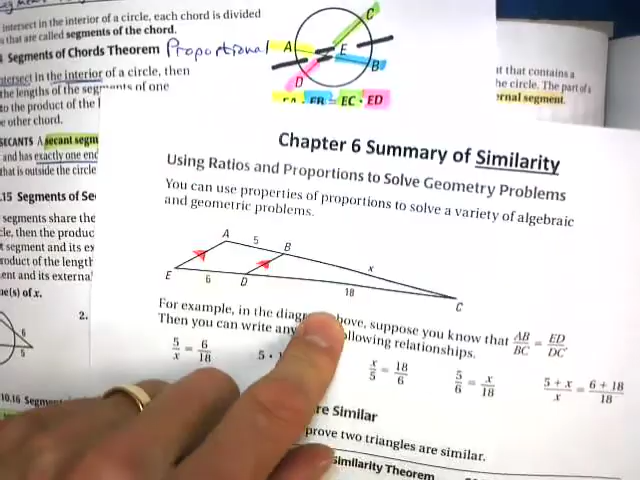 intersect in the interior of a circle, each chord is divided
that are called segments of the chord.
Segments of Chords Theorem Proportional
intersect in the interior of a circle, then
the lengths of the segments of one
to the product of the
other chord.
SECANTS A secant segm
and has exactly one end
that is outside the circle
.15 Segments of Se
segments share the
cle, then the produc
t segment and its ex
product of the length
ent and its external
ne(s) of x.
2.
6
5
10.16 Segment
A
E
C
B
D
EB = EC · ED
t that contains a
he circle. The part of a
ernal segment.
Chapter 6 Summary of Similarity
Using Ratios and Proportions to Solve Geometry Problems
You can use properties of proportions to solve a variety of algebraic
and geometric problems.
A
5
B
x
E
6
D
18
C
For example, in the diagram above, suppose you know that AB/BC = ED/DC.
Then you can write any following relationships.
5/x = 6/18
5 ·
x/5 = 18/6
5/6 = x/18
5 + x/x = 6 + 18/18
re Similar
prove two triangles are similar.
Similarity Theorem